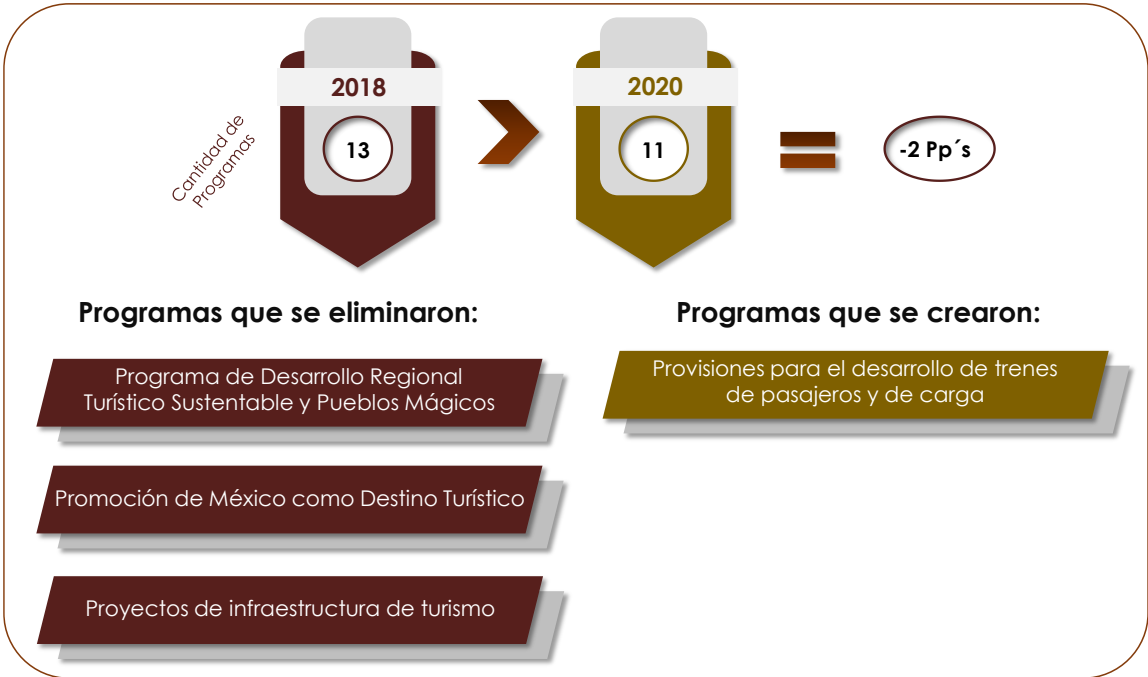 2018
2020
Cantidad de
Programas
13
11
-2 Pp´s
Programas que se eliminaron:
Programa de Desarrollo Regional
Turístico Sustentable y Pueblos Mágicos
Promoción de México como Destino Turístico
Proyectos de infraestructura de turismo
Programas que se crearon:
Provisiones para el desarrollo de trenes
de pasajeros y de carga